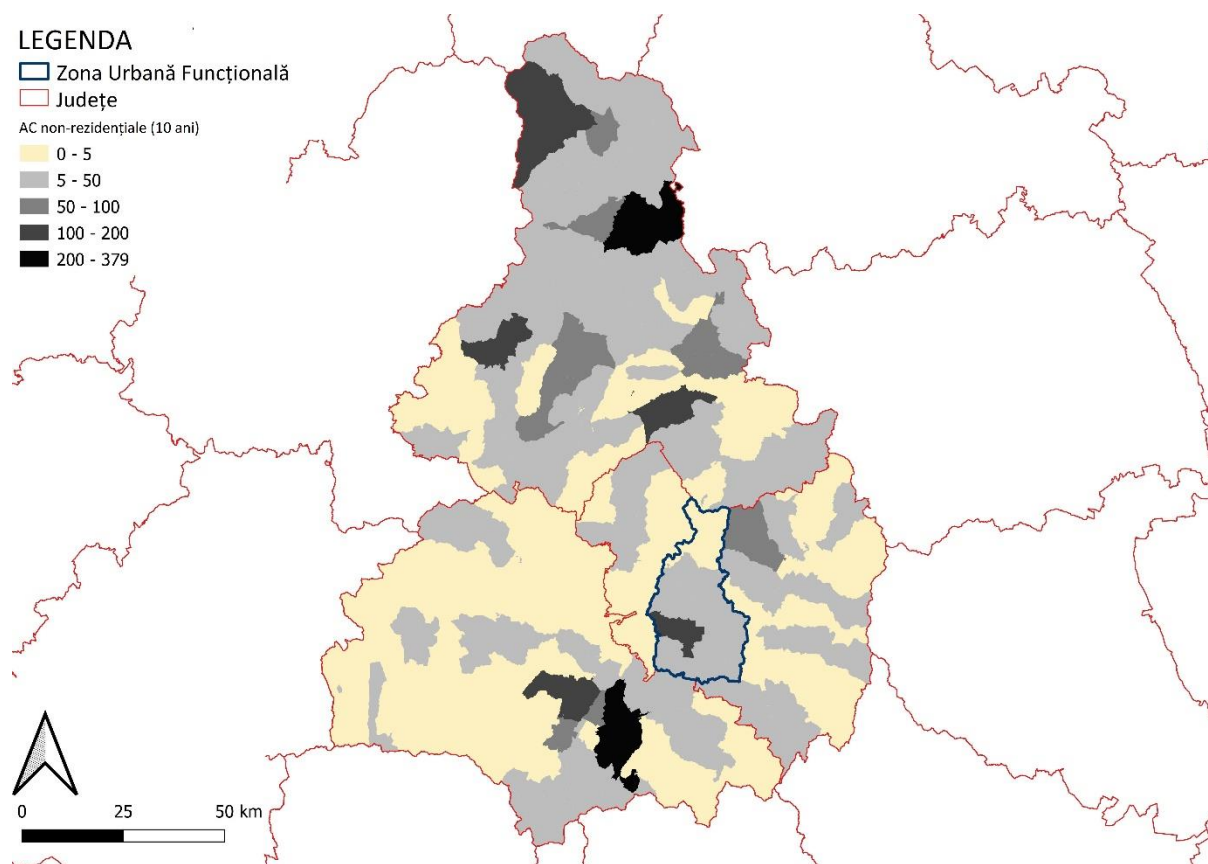 LEGENDA
Zona Urbană Funcțională
Județe
AC non-rezidențiale (10 ani)
0 - 5
5 - 50
50 - 100
100 - 200
200 - 379
0 25 50 km